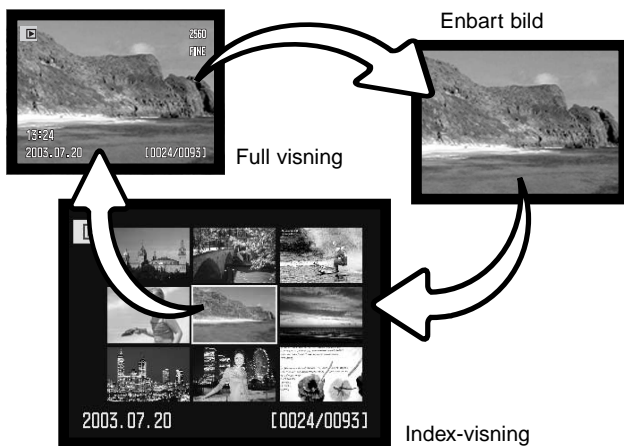 Enbart bild
2560
FINE
13:24
2003.07.20 [0024/0093]
Full visning
2003.07.20 [0024/0093]
Index-visning